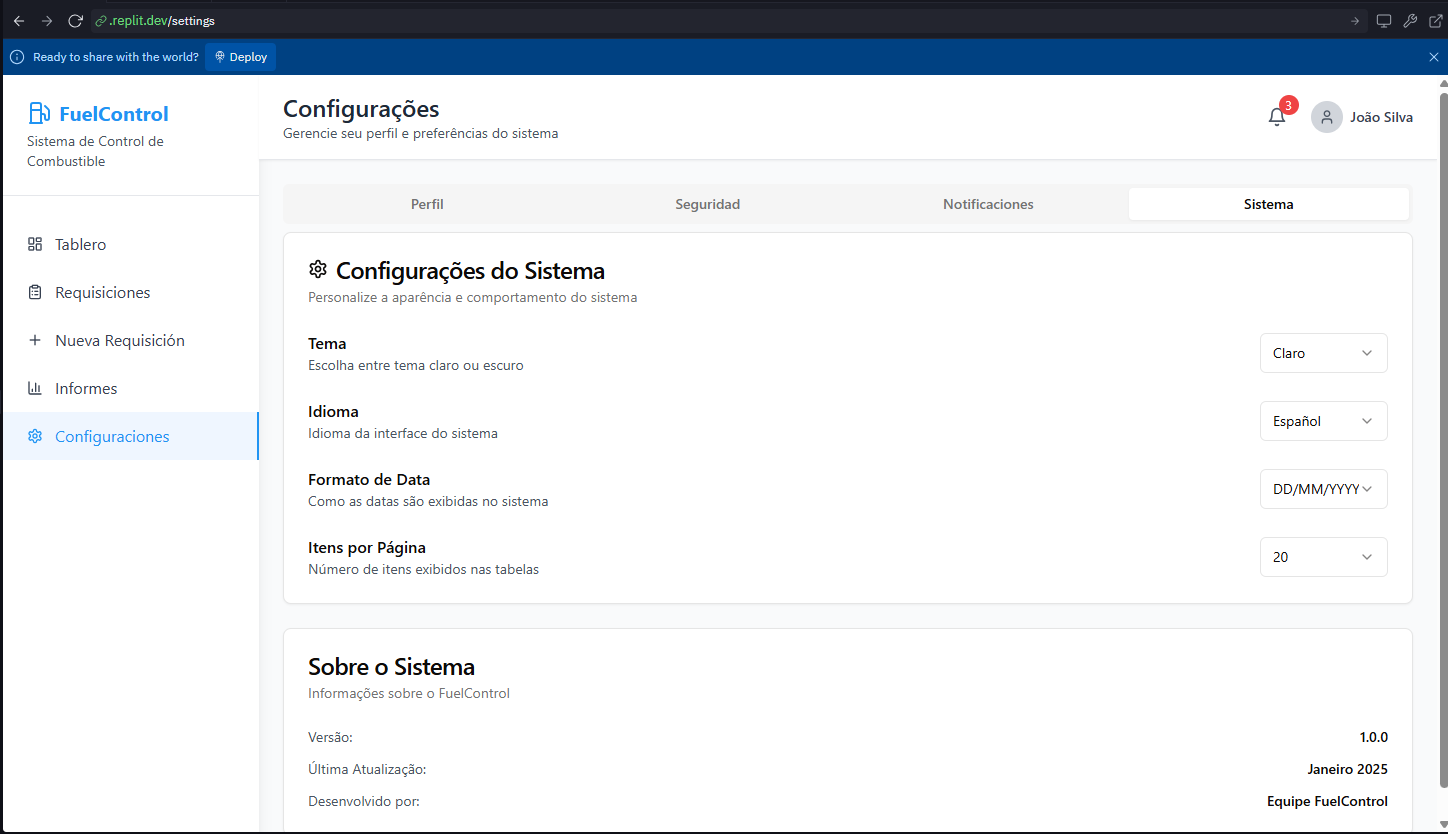 .replit.dev/settings
Ready to share with the world? Deploy
FuelControl
Sistema de Control de
Combustible
Tablero
Requisiciones
Nueva Requisición
Informes
Configuraciones
Configurações
Gerencie seu perfil e preferências do sistema
3
João Silva
Perfil Seguridad Notificaciones Sistema
Configurações do Sistema
Personalize a aparência e comportamento do sistema
Tema
Escolha entre tema claro ou escuro
Claro
Idioma
Idioma da interface do sistema
Español
Formato de Data
Como as datas são exibidas no sistema
DD/MM/YYYY
Itens por Página
Número de itens exibidos nas tabelas
20
Sobre o Sistema
Informações sobre o FuelControl
Versão: 1.0.0
Última Atualização: Janeiro 2025
Desenvolvido por: Equipe FuelControl